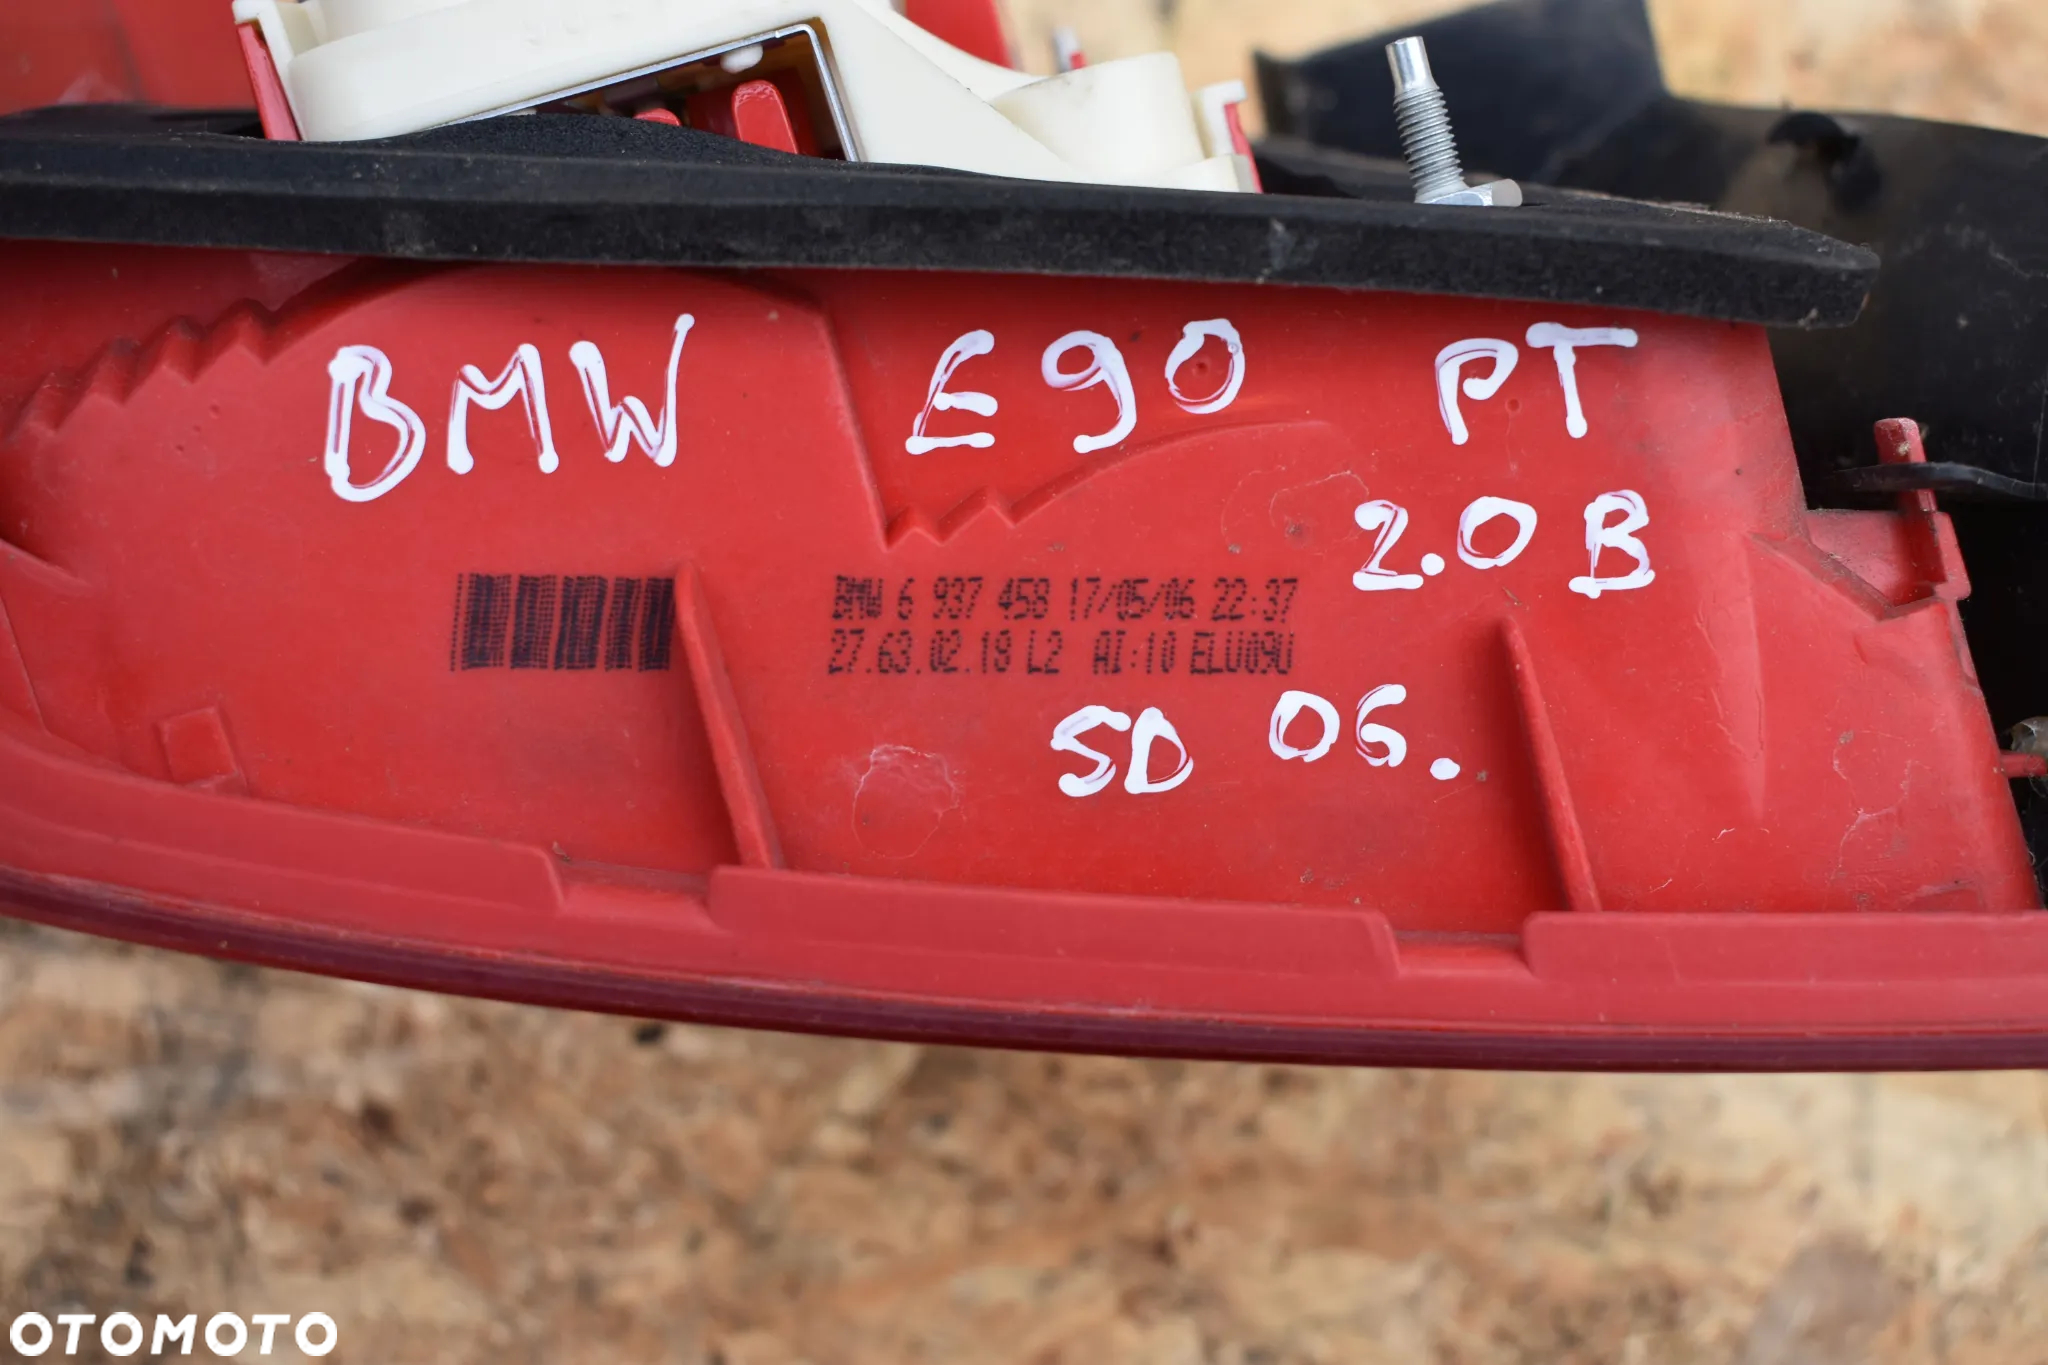 BMW E90 PT
2.0 B
BMW 6 937 458 17/05/06 22:37
27.63.02.19 L2 AI:10 ELU09U
SD 06.
OTOMOTO